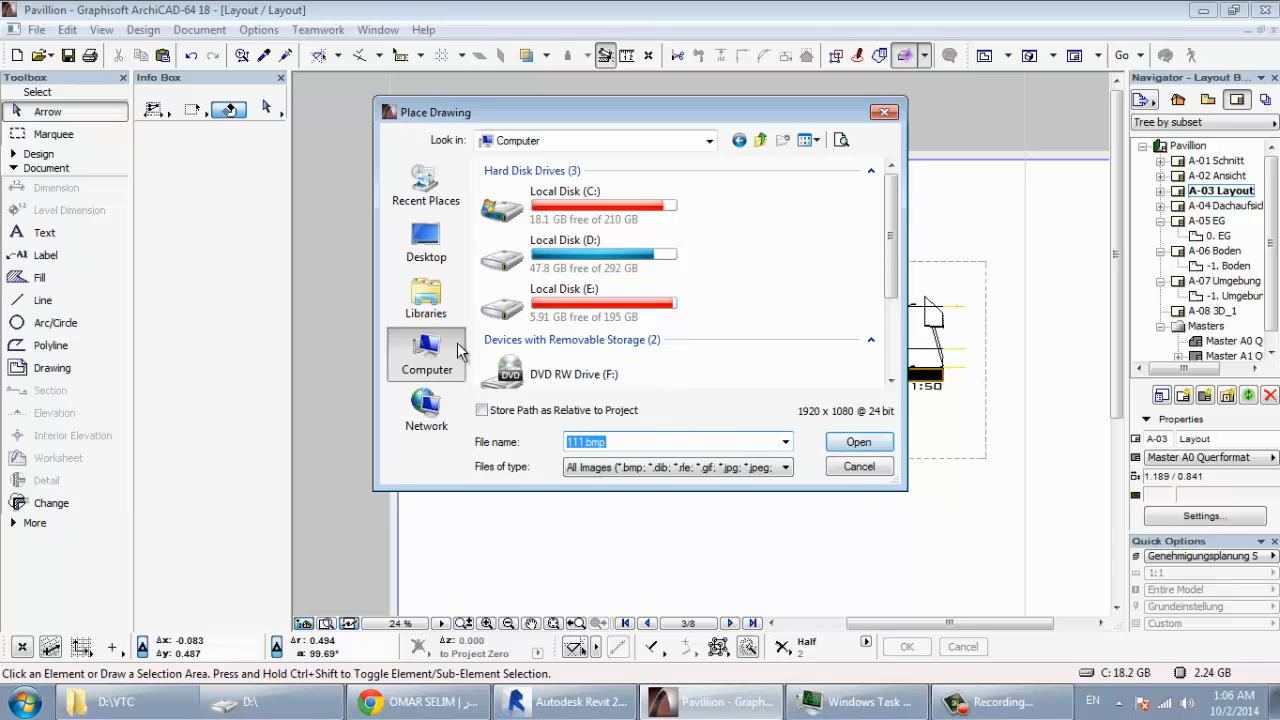 Pavillion - Graphisoft ArchiCAD-64 18 - [Layout / Layout]
File Edit View Design Document Options Teamwork Window Help
Go
Toolbox
Select
Arrow
Marquee
Design
Document
Dimension
Level Dimension
Text
Label
Fill
Line
Arc/Circle
Polyline
Drawing
Section
Elevation
Interior Elevation
Worksheet
Detail
Change
More
Info Box
Place Drawing
Look in: Computer
Recent Places
Desktop
Libraries
Computer
Network
Hard Disk Drives (3)
Local Disk (C:)
18.1 GB free of 210 GB
Local Disk (D:)
47.8 GB free of 292 GB
Local Disk (E:)
5.91 GB free of 195 GB
Devices with Removable Storage (2)
DVD
DVD RW Drive (F:)
Store Path as Relative to Project
1920 x 1080 @ 24 bit
File name: 111.bmp
Open
Files of type: All Images (*.bmp; *.dib; *.rle; *.gif; *.jpg; *.jpeg;
Cancel
1:50
Navigator - Layout B...
Tree by subset
Pavillion
A-01 Schnitt
A-02 Ansicht
A-03 Layout
A-04 Dachaufsid
A-05 EG
0. EG
A-06 Boden
-1. Boden
A-07 Umgebung
-1. Umgebur
A-08 3D_1
Masters
Master A0 Q
Master A1 Q
Properties
A-03 Layout
Master A0 Querformat
1.189 / 0.841
Settings...
Quick Options
Genehmigungsplanung S
1:1
Entire Model
Grundeinstellung
Custom
24 %
3/8
Δx: -0.083
Δy: 0.487
Δr: 0.494
a: 99.69°
Δz: 0.000
to Project Zero
Half
2
OK
Cancel
Click an Element or Draw a Selection Area. Press and Hold Ctrl+Shift to Toggle Element/Sub-Element Selection.
C: 18.2 GB
2.24 GB
D:\VTC
D:\
OMAR SELIM | ...
Autodesk Revit 2...
Pavillion - Graph...
Windows Task ...
Recording...
EN
1:06 AM
10/2/2014